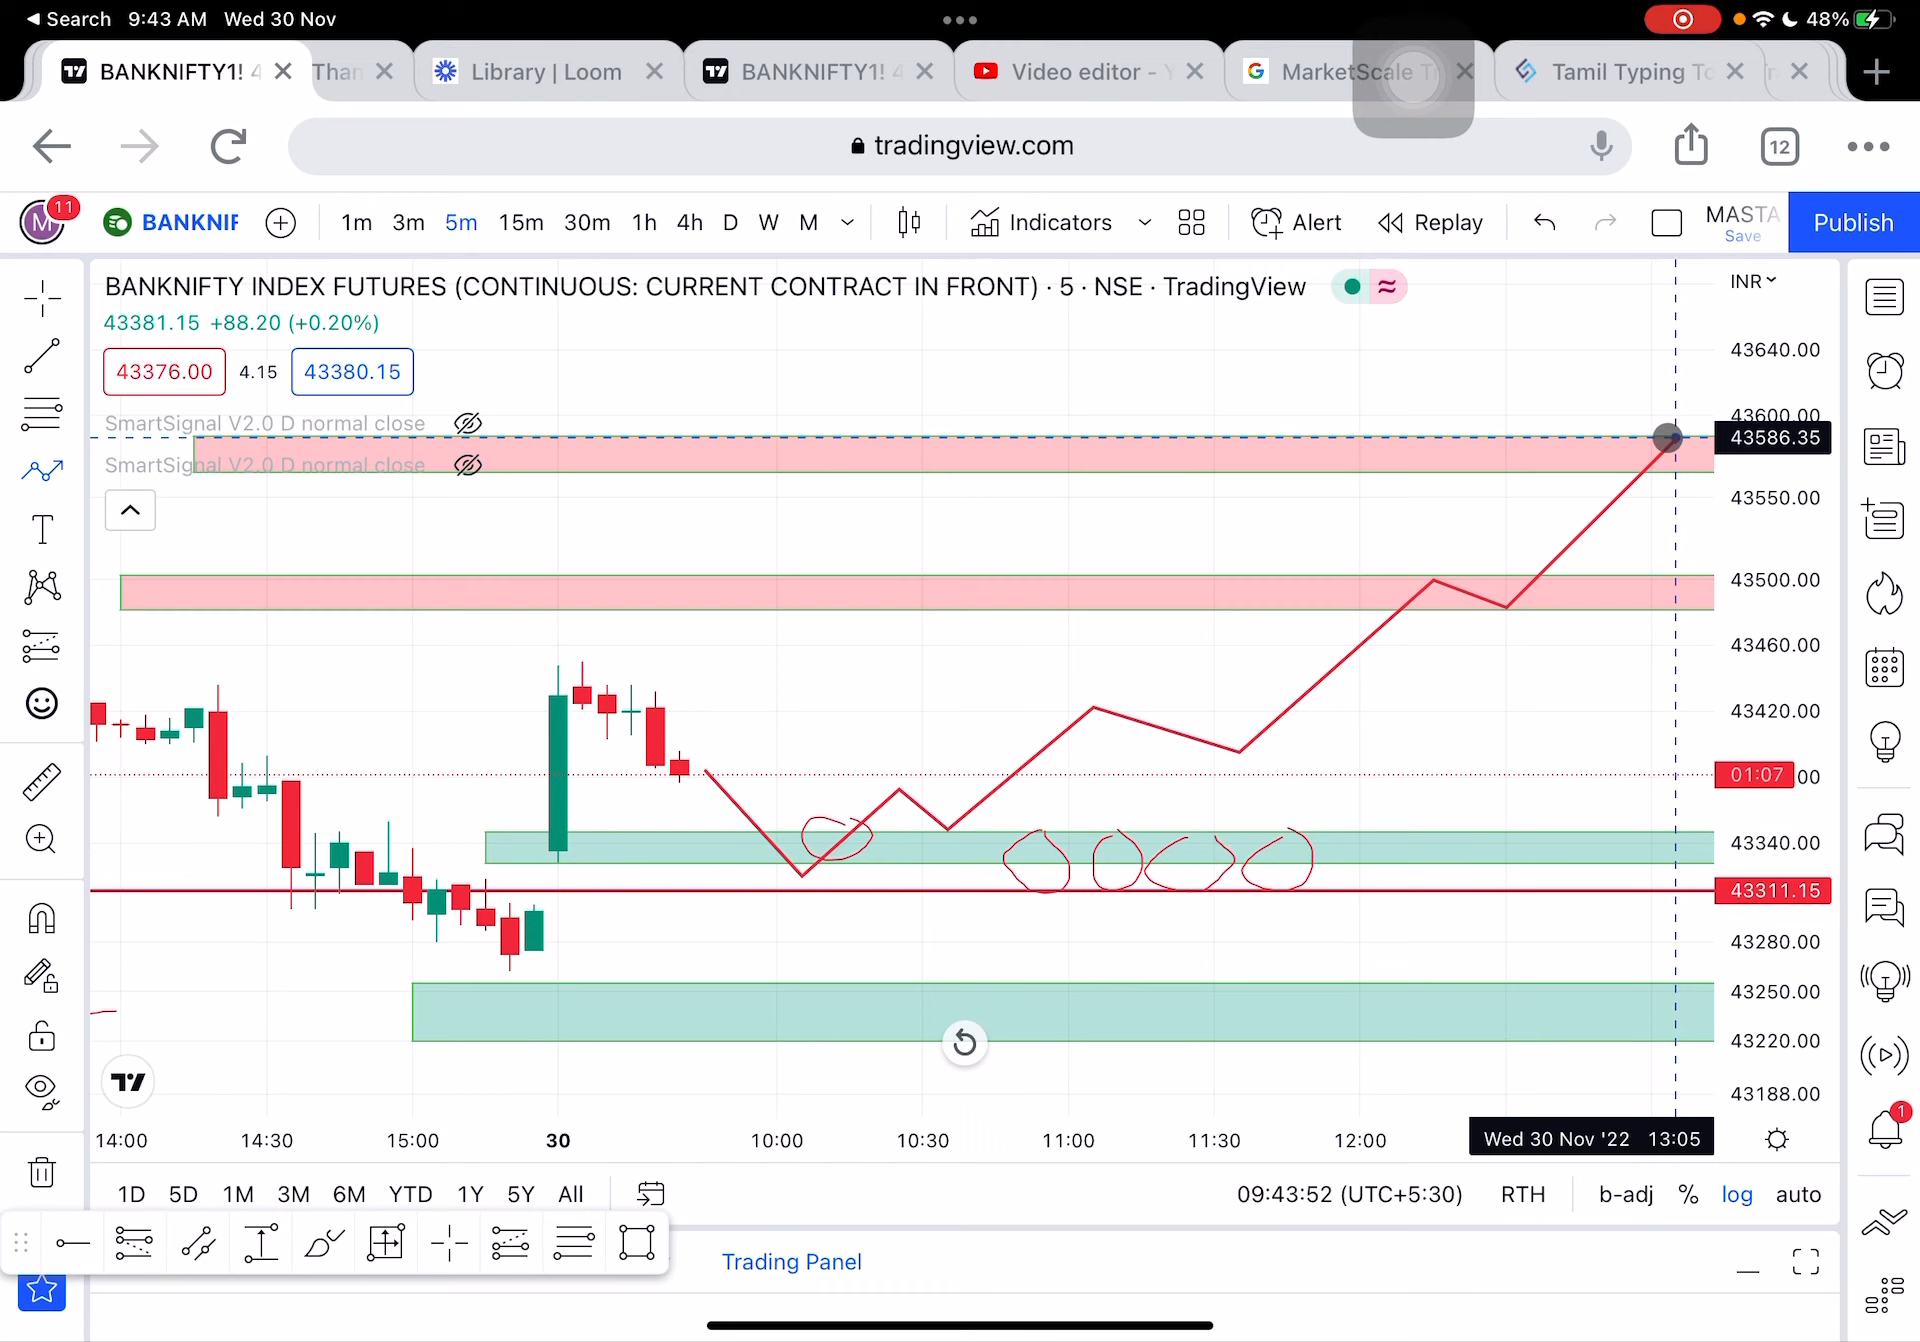 Search 9:43 AM Wed 30 Nov
48%
BANKNIFTY1! 4
Than
Library | Loom
BANKNIFTY1! 4
Video editor - Y
MarketScale T
Tamil Typing To
tradingview.com
12
M 11
BANKNIF
1m 3m 5m 15m 30m 1h 4h D W M
Indicators
Alert
Replay
MASTA
Save
Publish
BANKNIFTY INDEX FUTURES (CONTINUOUS: CURRENT CONTRACT IN FRONT) · 5 · NSE · TradingView
INR
43381.15 +88.20 (+0.20%)
43376.00 4.15 43380.15
SmartSignal V2.0 D normal close
SmartSignal V2.0 D normal close
43640.00
43600.00
43586.35
43550.00
43500.00
43460.00
43420.00
01:07 00
43340.00
43311.15
43280.00
43250.00
43220.00
43188.00
1
14:00 14:30 15:00 30 10:00 10:30 11:00 11:30 12:00 Wed 30 Nov '22 13:05
1D 5D 1M 3M 6M YTD 1Y 5Y All
09:43:52 (UTC+5:30) RTH b-adj % log auto
Trading Panel